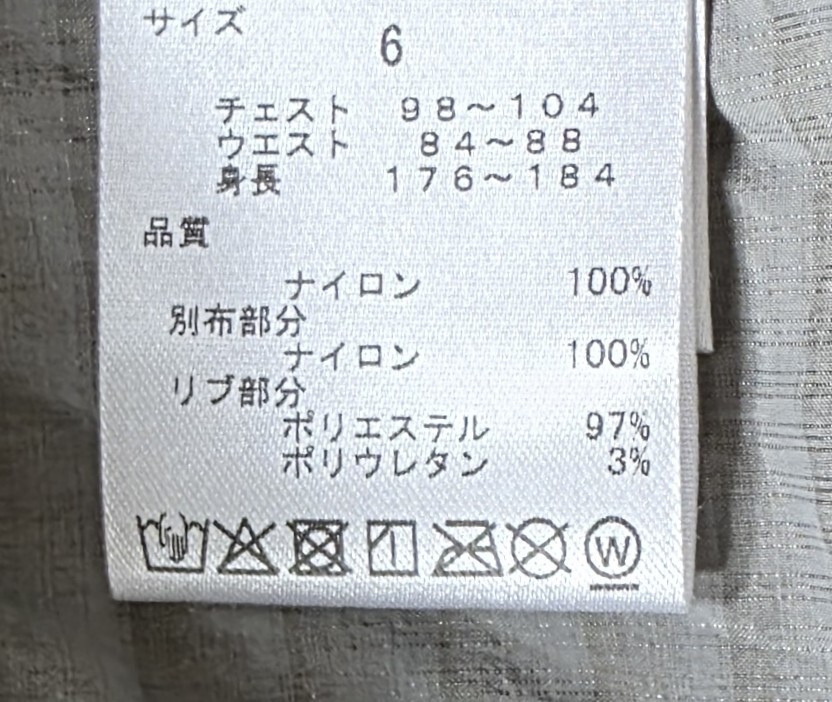 サイズ
6
チェスト 98～104
ウエスト 84～88
身長 176～184
品質
ナイロン 100%
別布部分
ナイロン 100%
リブ部分
ポリエステル 97%
ポリウレタン 3%
W